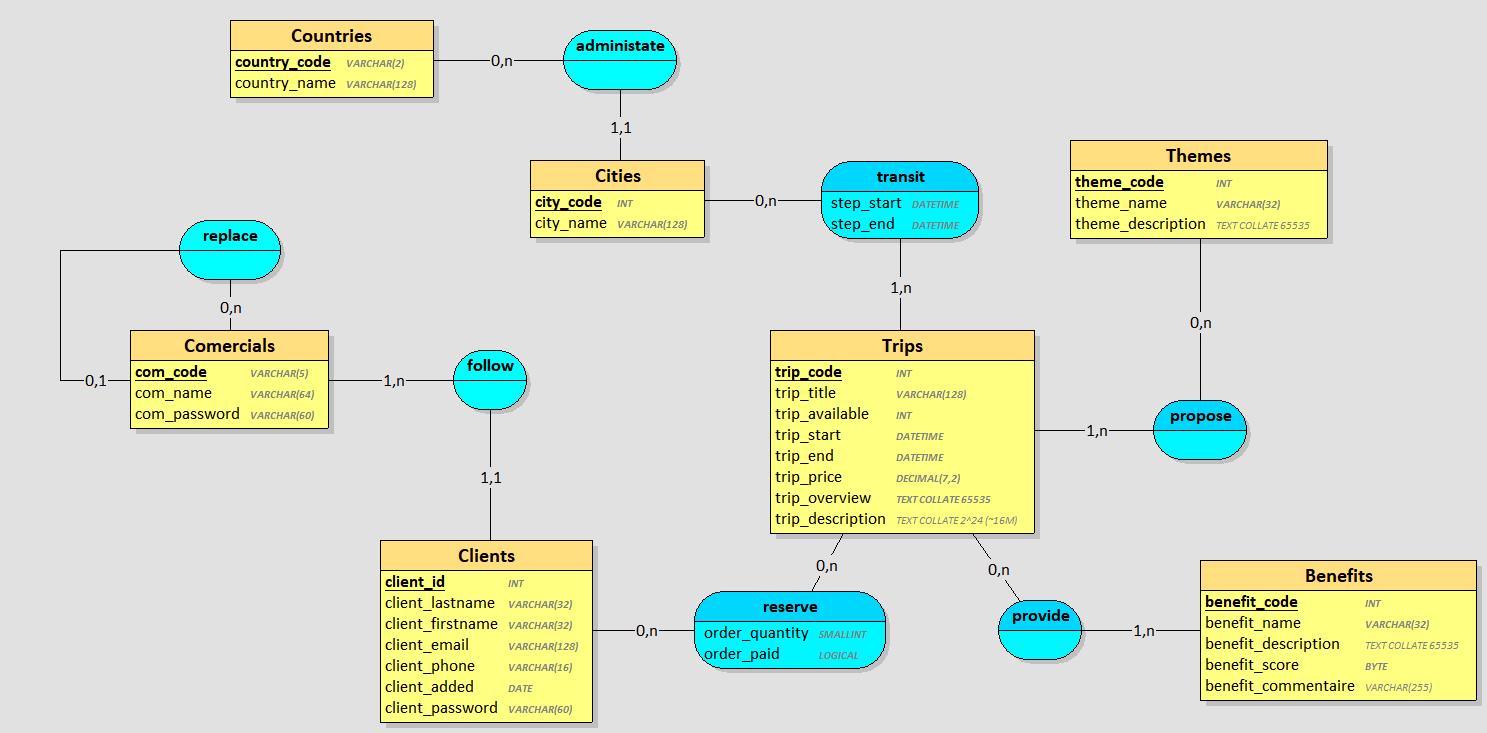 Countries
country_code VARCHAR(2)
country_name VARCHAR(128)
0,n
administate
1,1
Cities
city_code INT
city_name VARCHAR(128)
0,n
transit
step_start DATETIME
step_end DATETIME
1,n
Themes
theme_code INT
theme_name VARCHAR(32)
theme_description TEXT COLLATE 65535
0,n
replace
0,n
0,1
Comercials
com_code VARCHAR(5)
com_name VARCHAR(64)
com_password VARCHAR(60)
1,n
follow
1,1
Trips
trip_code INT
trip_title VARCHAR(128)
trip_available INT
trip_start DATETIME
trip_end DATETIME
trip_price DECIMAL(7,2)
trip_overview TEXT COLLATE 65535
trip_description TEXT COLLATE 2^24 (~16M)
1,n
propose
Clients
client_id INT
client_lastname VARCHAR(32)
client_firstname VARCHAR(32)
client_email VARCHAR(128)
client_phone VARCHAR(16)
client_added DATE
client_password VARCHAR(60)
0,n
0,n
reserve
order_quantity SMALLINT
order_paid LOGICAL
0,n
provide
1,n
Benefits
benefit_code INT
benefit_name VARCHAR(32)
benefit_description TEXT COLLATE 65535
benefit_score BYTE
benefit_commentaire VARCHAR(255)